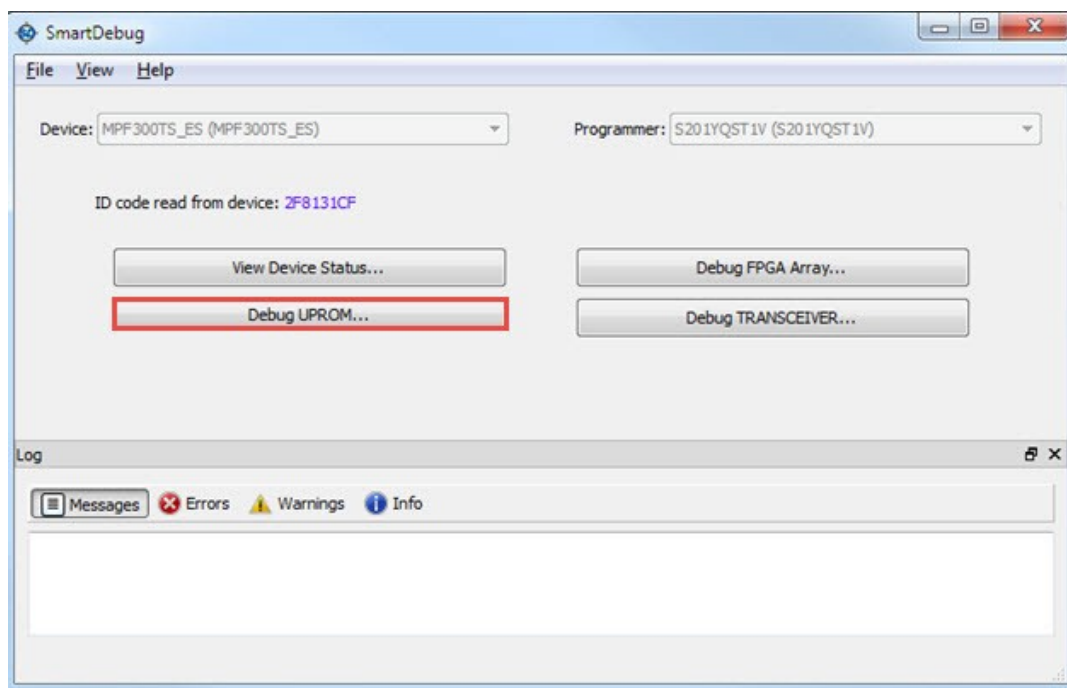 SmartDebug
File View Help
Device: MPF300TS_ES (MPF300TS_ES) Programmer: S201YQST1V (S201YQST1V)
ID code read from device: 2F8131CF
View Device Status... Debug FPGA Array...
Debug UPROM... Debug TRANSCEIVER...
Log
Messages Errors Warnings Info